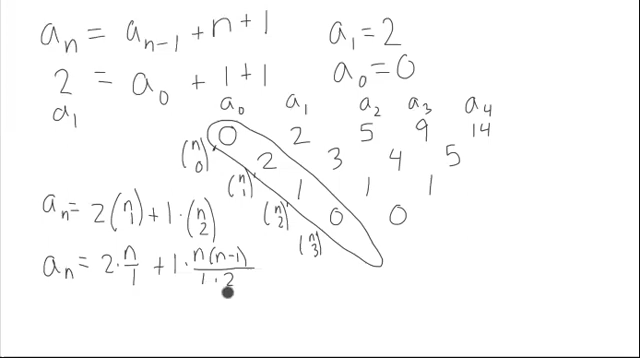 aₙ = aₙ₋₁ + n + 1    a₁ = 2
2 = a₀ + 1 + 1    a₀ = 0
a₁
a₀ a₁ a₂ a₃ a₄
0 2 5 9 14
(n 0) 2 3 4 5
(n 1) 1 1 1
aₙ = 2(n 1) + 1·(n 2)    (n 2) 0 0
(n 3)
aₙ = 2·n/1 + 1·n(n-1)/1·2